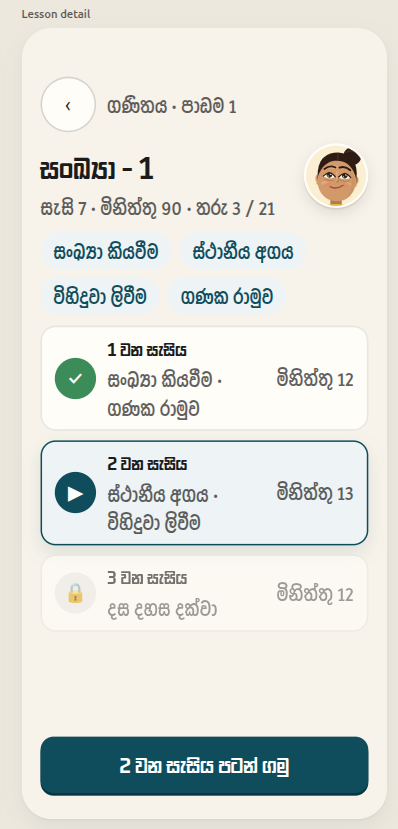 Lesson detail
‹ ගණිතය · පාඩම 1
සංඛ්‍යා - 1
සැසි 7 · මිනිත්තු 90 · තරු 3 / 21
සංඛ්‍යා කියවීම ස්ථානීය අගය
විහිදුවා ලිවීම ගණක රාමුව
1 වන සැසිය
සංඛ්‍යා කියවීම ·
ගණක රාමුව
මිනිත්තු 12
2 වන සැසිය
ස්ථානීය අගය ·
විහිදුවා ලිවීම
මිනිත්තු 13
3 වන සැසිය
දස දහස දක්වා
මිනිත්තු 12
2 වන සැසිය පටන් ගමු